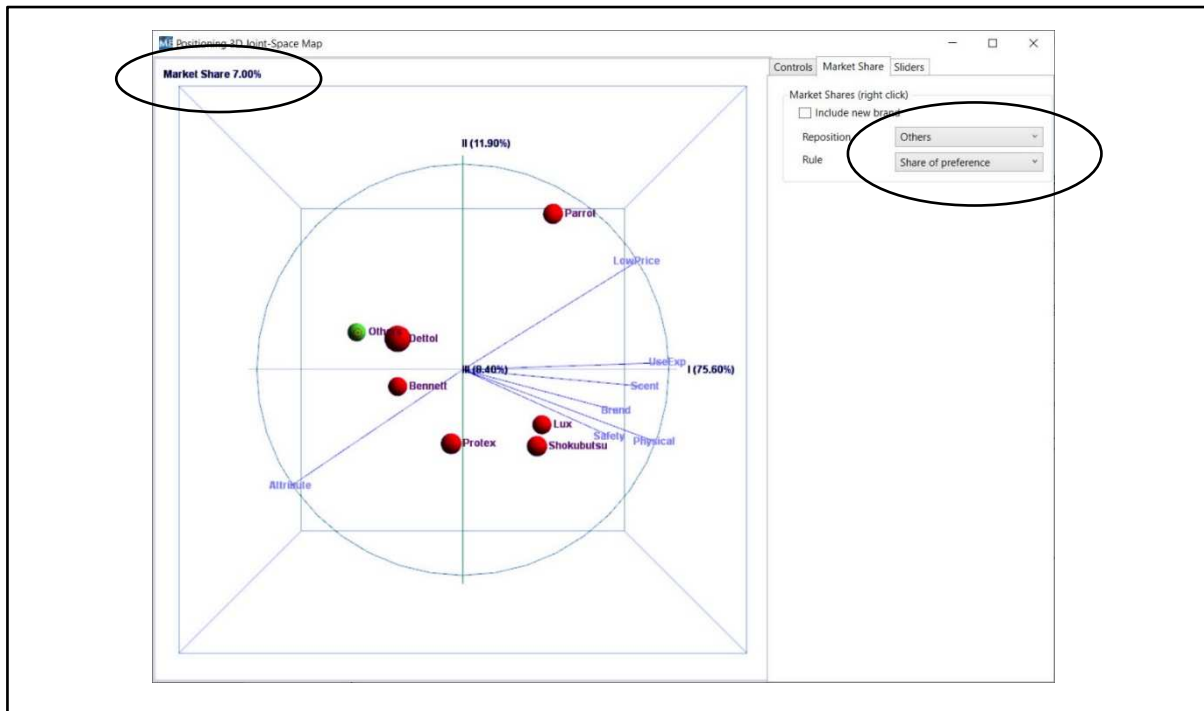 Positioning 3D Joint-Space Map
Market Share 7.00%
Controls Market Share Sliders
Market Shares (right click)
Include new brand
Reposition Others
Rule Share of preference
II (11.90%)
Parrol
LowPrice
Dettol
UseExp
III (8.40%) I (75.60%)
Scent
Bennett
Brand
Lux
Safety Physical
Protex Shokubutsu
Attribute